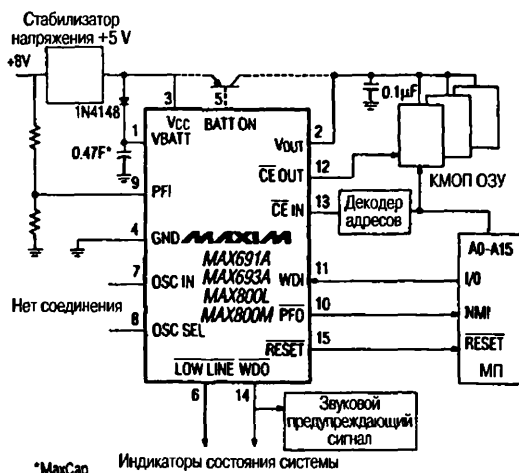 Стабилизатор
напряжения +5 V
+8V
1N4148
3
5
VCC
BATT ON
1
VBATT
0.47F*
VOUT
2
0.1µF
CE OUT
12
КМОП ОЗУ
9
PFI
CE IN
13
Декодер
адресов
4
GND
MAXIM
MAX691A
MAX693A
MAX800L
MAX800M
A0-A15
7
OSC IN
WDI
11
I/O
Нет соединения
PFO
10
NMI
8
OSC SEL
RESET
15
RESET
МП
LOW LINE
WDO
6
14
Звуковой
предупреждающий
сигнал
*MaxCap
Индикаторы состояния системы